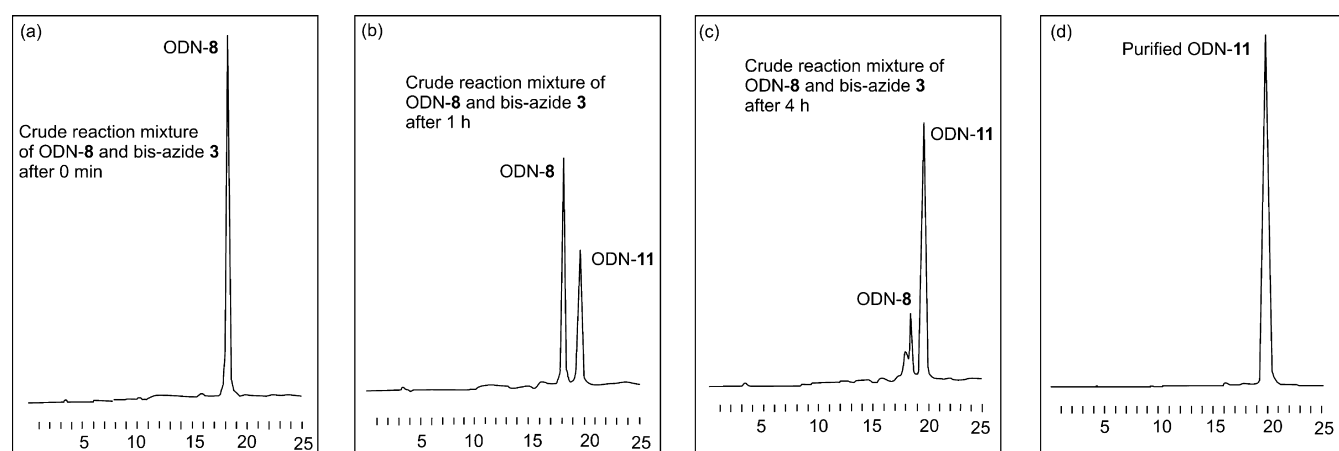 (a)
ODN-8
Crude reaction mixture
of ODN-8 and bis-azide 3
after 0 min
5 10 15 20 25
(b)
Crude reaction mixture of
ODN-8 and bis-azide 3
after 1 h
ODN-8
ODN-11
5 10 15 20 25
(c)
Crude reaction mixture of
ODN-8 and bis-azide 3
after 4 h
ODN-11
ODN-8
5 10 15 20 25
(d)
Purified ODN-11
5 10 15 20 25